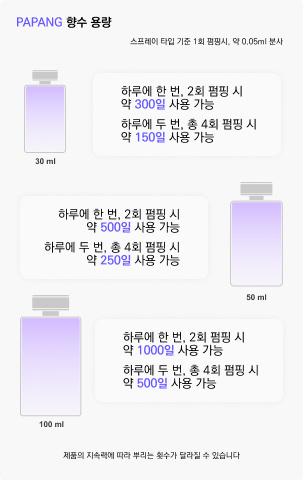 PAPANG 향수 용량
스프레이 타입 기준 1회 펌핑시, 약 0.05ml 분사
하루에 한 번, 2회 펌핑 시
약 300일 사용 가능
하루에 두 번, 총 4회 펌핑 시
약 150일 사용 가능
30 ml
하루에 한 번, 2회 펌핑 시
약 500일 사용 가능
하루에 두 번, 총 4회 펌핑 시
약 250일 사용 가능
50 ml
하루에 한 번, 2회 펌핑 시
약 1000일 사용 가능
하루에 두 번, 총 4회 펌핑 시
약 500일 사용 가능
100 ml
제품의 지속력에 따라 뿌리는 횟수가 달라질 수 있습니다